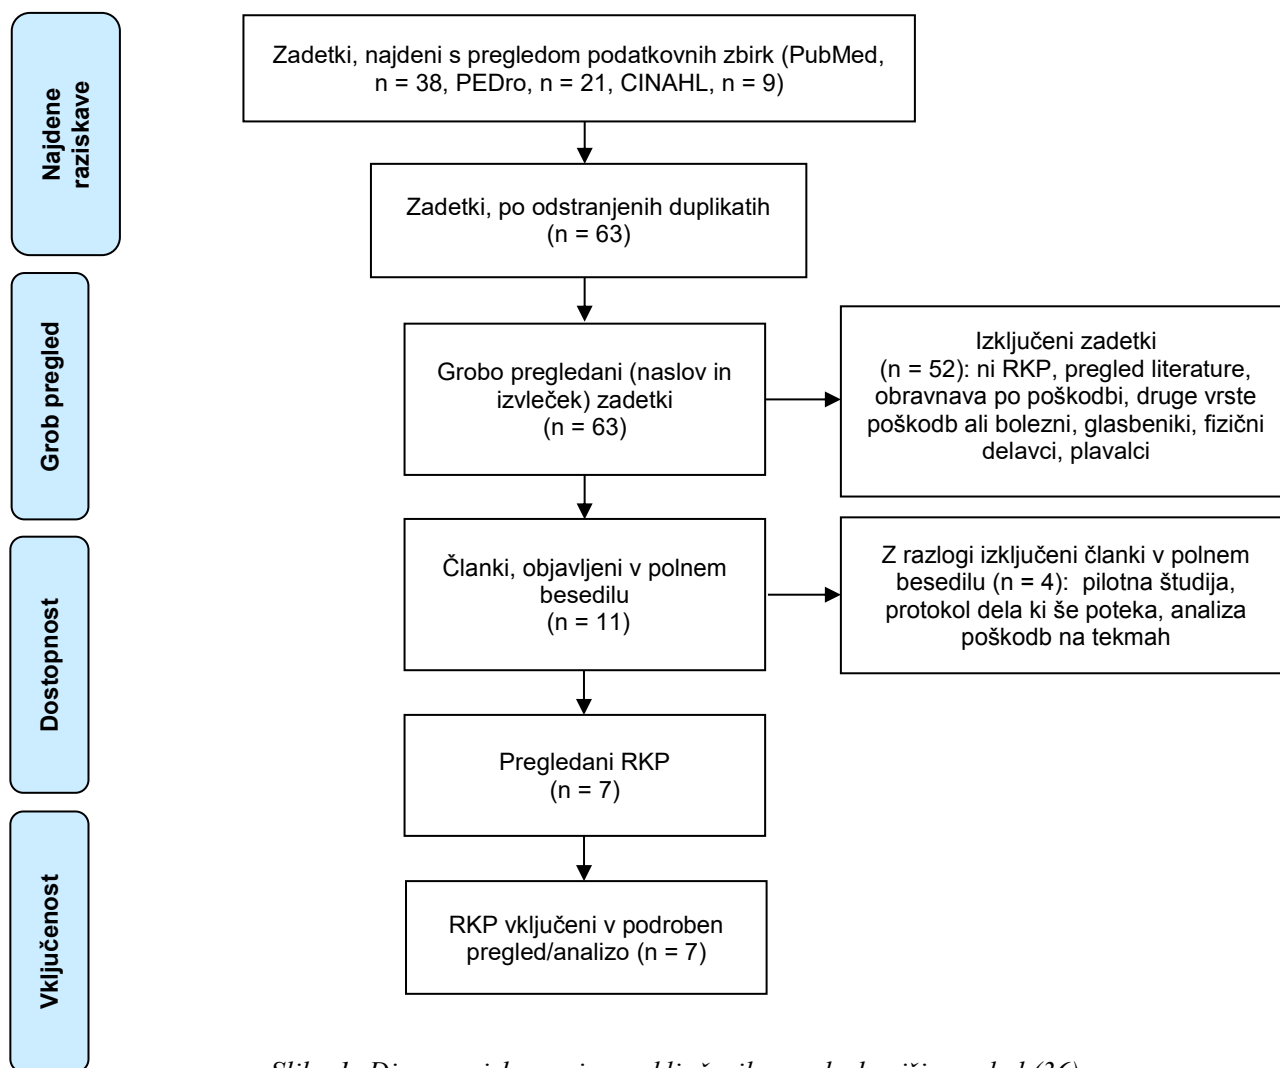 Najdene
raziskave
Zadetki, najdeni s pregledom podatkovnih zbirk (PubMed,
n = 38, PEDro, n = 21, CINAHL, n = 9)
Zadetki, po odstranjenih duplikatih
(n = 63)
Grob pregled
Grobo pregledani (naslov in
izvleček) zadetki
(n = 63)
Izključeni zadetki
(n = 52): ni RKP, pregled literature,
obravnava po poškodbi, druge vrste
poškodb ali bolezni, glasbeniki, fizični
delavci, plavalci
Dostopnost
Članki, objavljeni v polnem
besedilu
(n = 11)
Z razlogi izključeni članki v polnem
besedilu (n = 4): pilotna študija,
protokol dela ki še poteka, analiza
poškodb na tekmah
Pregledani RKP
(n = 7)
Vključenost
RKP vključeni v podroben
pregled/analizo (n = 7)